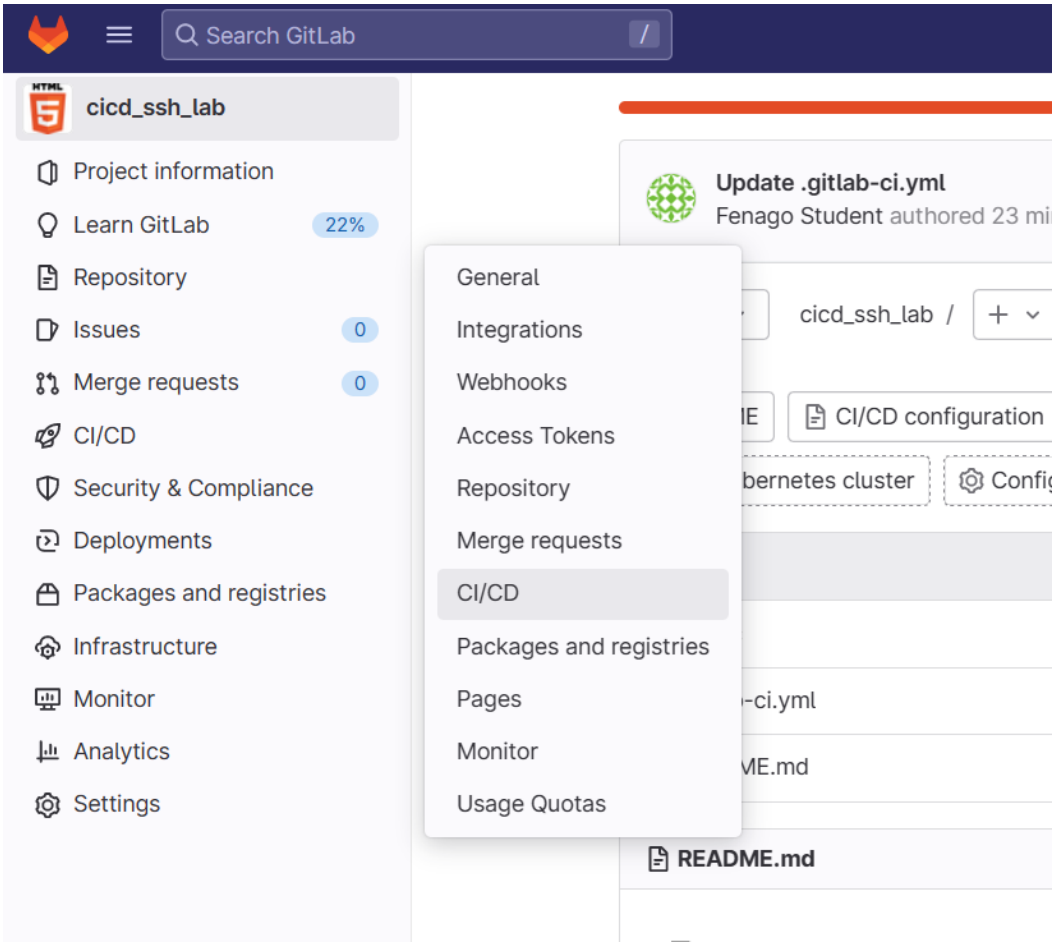 Search GitLab
/
HTML
5
cicd_ssh_lab
Project information
Learn GitLab
22%
Repository
Issues
0
Merge requests
0
CI/CD
Security & Compliance
Deployments
Packages and registries
Infrastructure
Monitor
Analytics
Settings
General
Integrations
Webhooks
Access Tokens
Repository
Merge requests
CI/CD
Packages and registries
Pages
Monitor
Usage Quotas
Update .gitlab-ci.yml
Fenago Student authored 23
cicd_ssh_lab /
CI/CD configuration
cluster
-ci.yml
README.md